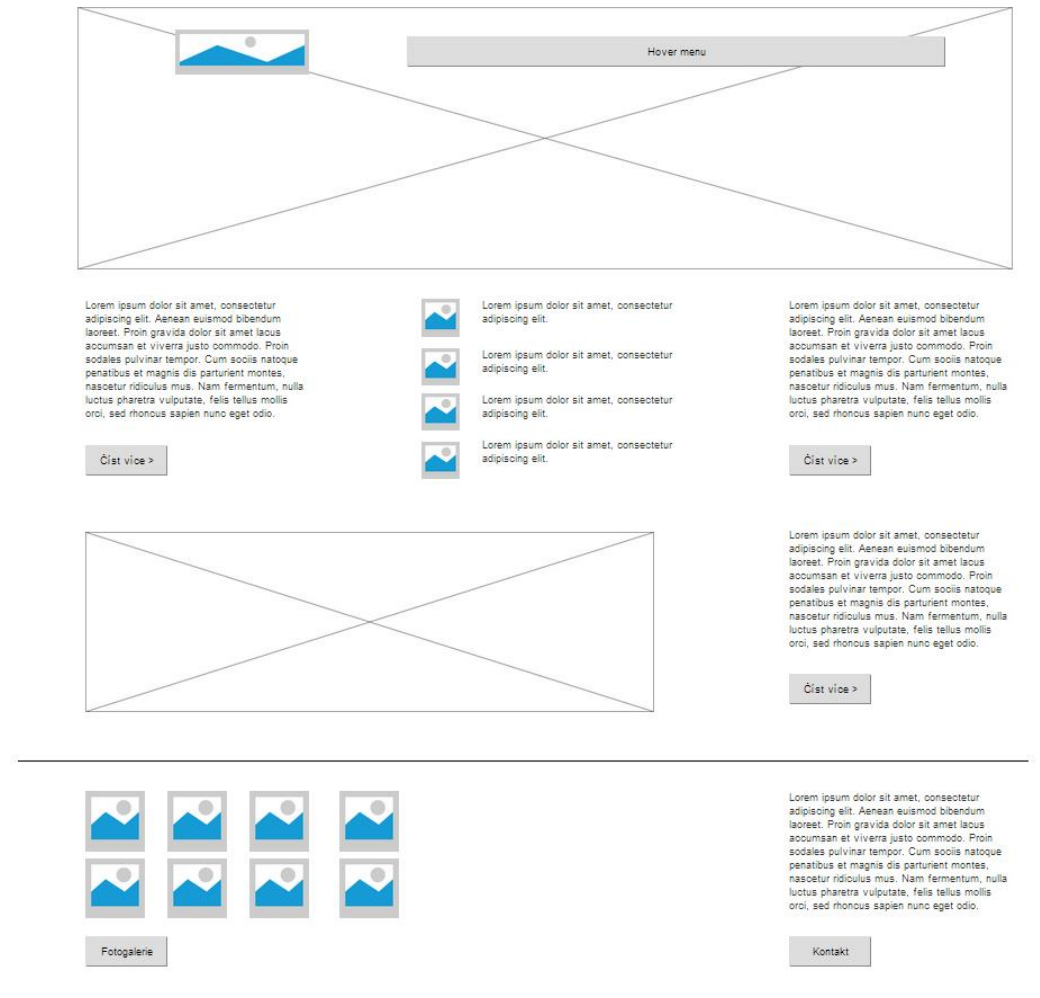 Hover menu
Lorem ipsum dolor sit amet, consectetur
adipiscing elit. Aenean euismod bibendum
laoreet. Proin gravida dolor sit amet lacus
accumsan et viverra justo commodo. Proin
sodales pulvinar tempor. Cum sociis natoque
penatibus et magnis dis parturient montes,
nascetur ridiculus mus. Nam fermentum, nulla
luctus pharetra vulputate, felis tellus mollis
orci, sed rhoncus sapien nunc eget odio.
Číst více >
Lorem ipsum dolor sit amet, consectetur
adipiscing elit.
Lorem ipsum dolor sit amet, consectetur
adipiscing elit.
Lorem ipsum dolor sit amet, consectetur
adipiscing elit.
Lorem ipsum dolor sit amet, consectetur
adipiscing elit.
Lorem ipsum dolor sit amet, consectetur
adipiscing elit. Aenean euismod bibendum
laoreet. Proin gravida dolor sit amet lacus
accumsan et viverra justo commodo. Proin
sodales pulvinar tempor. Cum sociis natoque
penatibus et magnis dis parturient montes,
nascetur ridiculus mus. Nam fermentum, nulla
luctus pharetra vulputate, felis tellus mollis
orci, sed rhoncus sapien nunc eget odio.
Číst více >
Lorem ipsum dolor sit amet, consectetur
adipiscing elit. Aenean euismod bibendum
laoreet. Proin gravida dolor sit amet lacus
accumsan et viverra justo commodo. Proin
sodales pulvinar tempor. Cum sociis natoque
penatibus et magnis dis parturient montes,
nascetur ridiculus mus. Nam fermentum, nulla
luctus pharetra vulputate, felis tellus mollis
orci, sed rhoncus sapien nunc eget odio.
Číst více >
Fotogalerie
Lorem ipsum dolor sit amet, consectetur
adipiscing elit. Aenean euismod bibendum
laoreet. Proin gravida dolor sit amet lacus
accumsan et viverra justo commodo. Proin
sodales pulvinar tempor. Cum sociis natoque
penatibus et magnis dis parturient montes,
nascetur ridiculus mus. Nam fermentum, nulla
luctus pharetra vulputate, felis tellus mollis
orci, sed rhoncus sapien nunc eget odio.
Kontakt